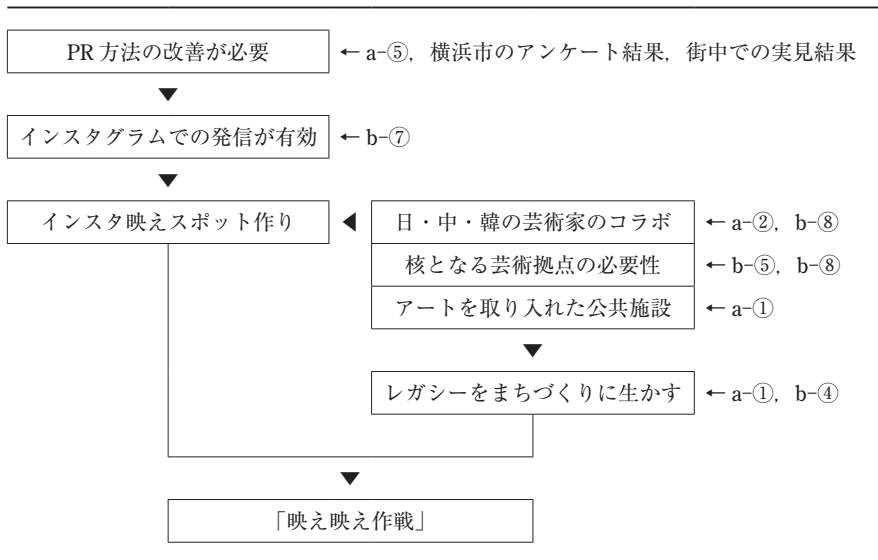 PR方法の改善が必要 ← a-⑤，横浜市のアンケート結果，街中での実見結果
▼
インスタグラムでの発信が有効 ← b-⑦
▼
インスタ映えスポット作り ◀ 日・中・韓の芸術家のコラボ ← a-②，b-⑧
核となる芸術拠点の必要性 ← b-⑤，b-⑧
アートを取り入れた公共施設 ← a-①
▼
レガシーをまちづくりに生かす ← a-①，b-④
▼
「映え映え作戦」